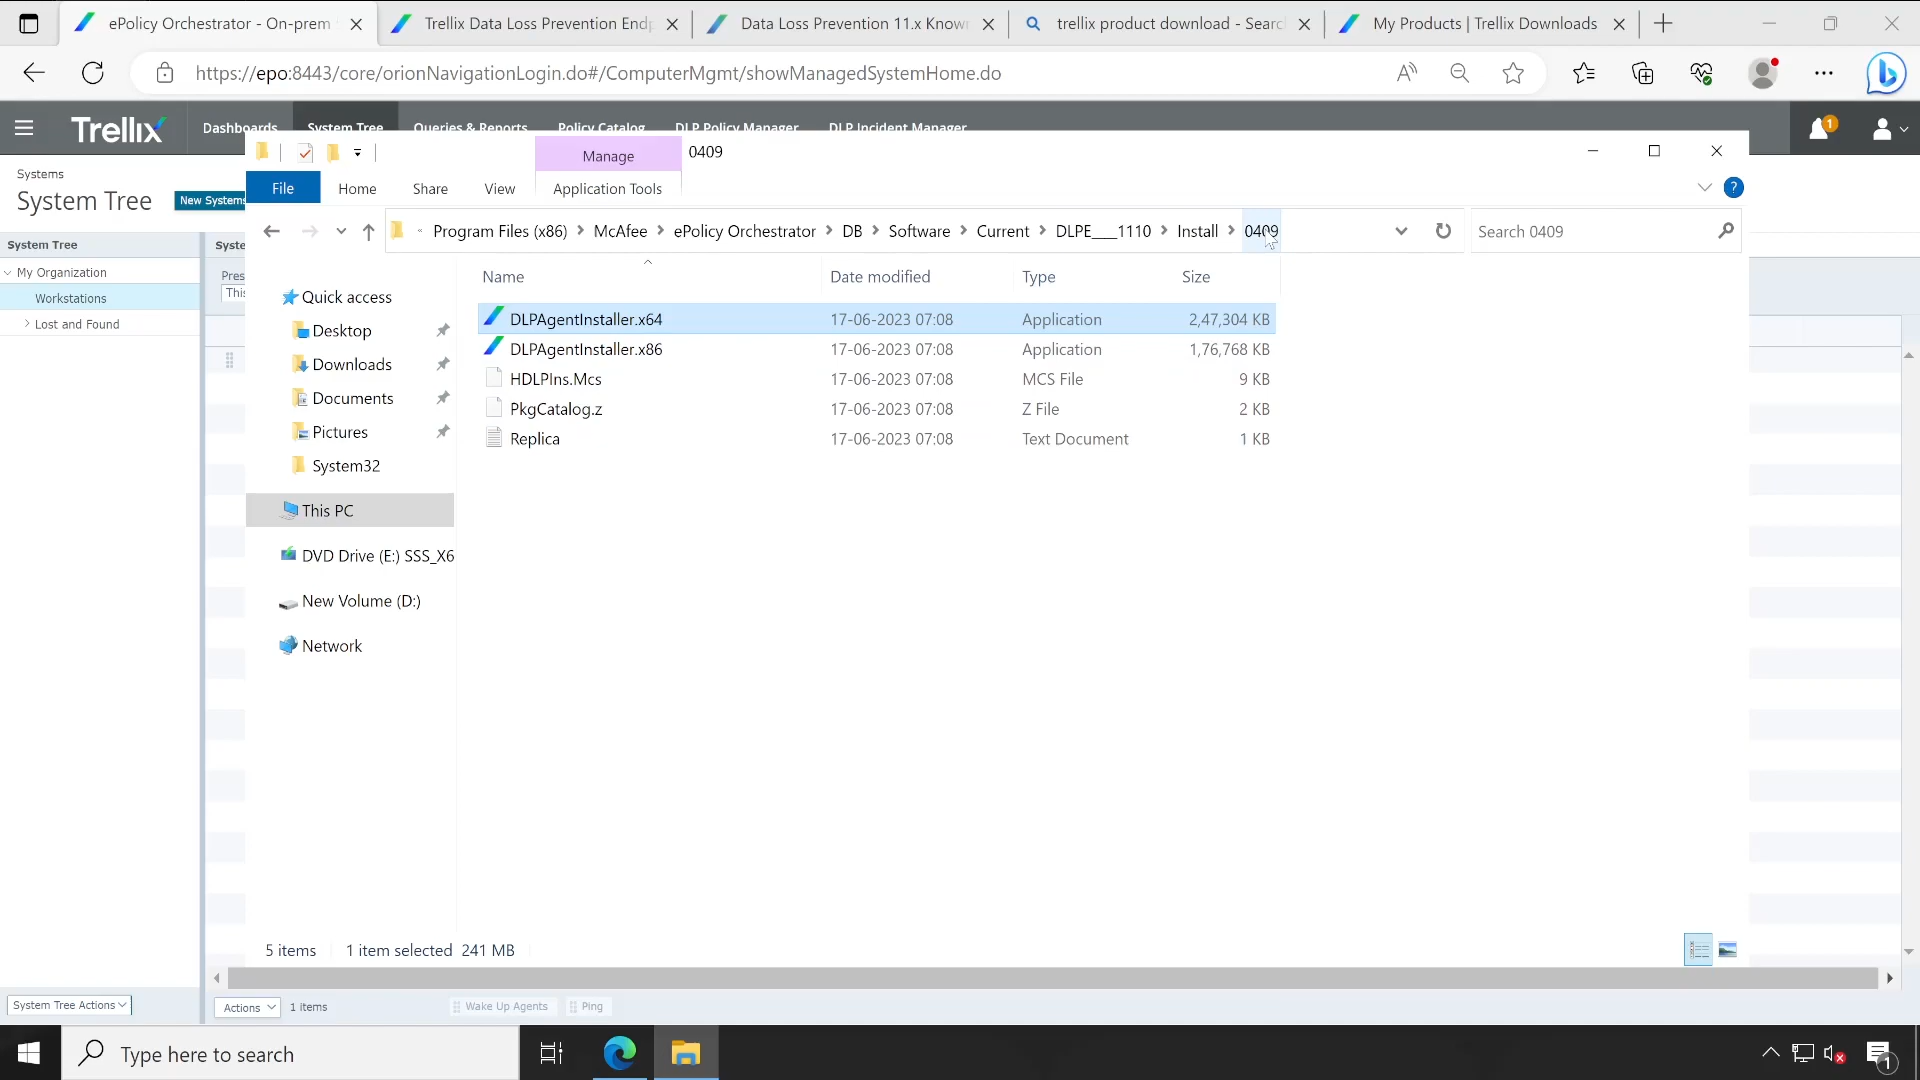 ePolicy Orchestrator - On-prem
Trellix Data Loss Prevention Endp
Data Loss Prevention 11.x Know
trellix product download - Searc
My Products | Trellix Downloads
https://epo:8443/core/orionNavigationLogin.do#/ComputerMgmt/showManagedSystemHome.do
Trellix
Dashboards
System Tree
Queries & Reports
Policy Catalog
DLP Policy Manager
DLP Incident Manager
1
Manage
0409
Systems
System Tree
New Systems
File
Home
Share
View
Application Tools
Program Files (x86) > McAfee > ePolicy Orchestrator > DB > Software > Current > DLPE___1110 > Install > 0409
Search 0409
System Tree
Syste
My Organization
Pres
Workstations
This
Lost and Found
Name
Date modified
Type
Size
Quick access
Desktop
Downloads
Documents
Pictures
System32
This PC
DVD Drive (E:) SSS_X6
New Volume (D:)
Network
DLPAgentInstaller.x64 17-06-2023 07:08 Application 2,47,304 KB
DLPAgentInstaller.x86 17-06-2023 07:08 Application 1,76,768 KB
HDLPIns.Mcs 17-06-2023 07:08 MCS File 9 KB
PkgCatalog.z 17-06-2023 07:08 Z File 2 KB
Replica 17-06-2023 07:08 Text Document 1 KB
5 items
1 item selected 241 MB
System Tree Actions
Actions
1 items
Wake Up Agents
Ping
Type here to search
1